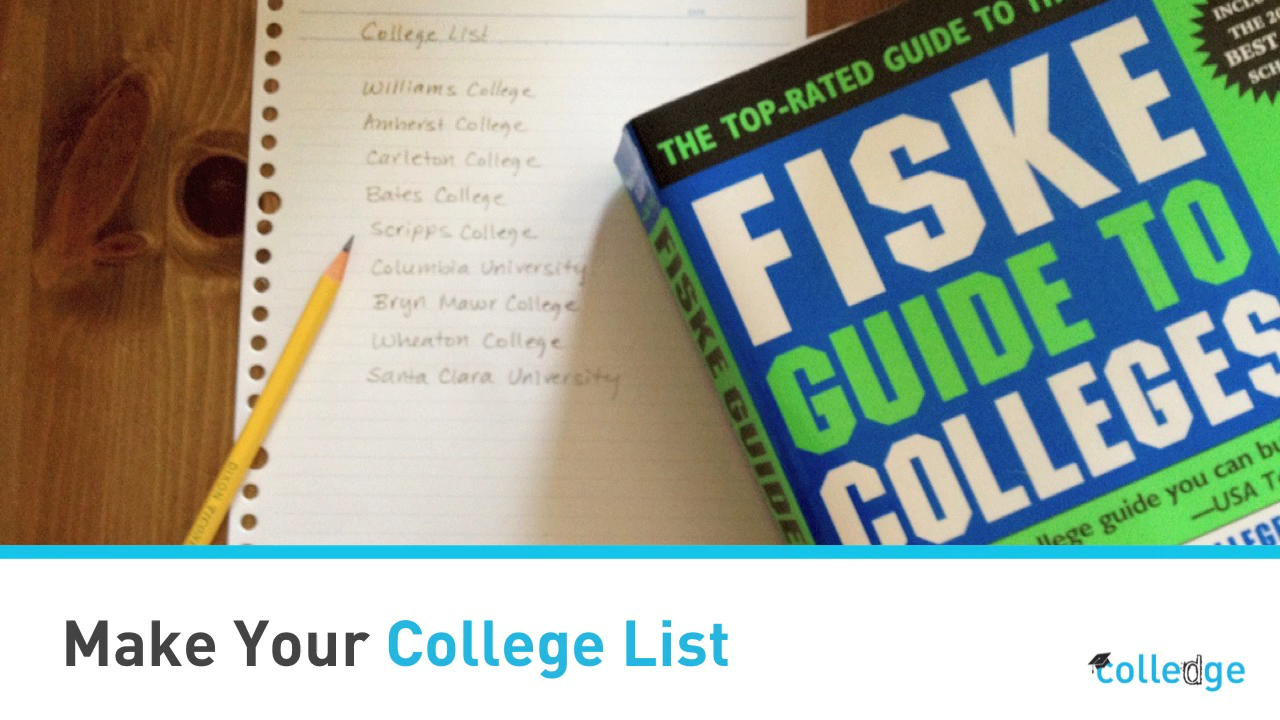 College List
Williams College
Amherst College
Carleton College
Bates College
Scripps College
Columbia University
Bryn Mawr College
Wheaton College
Santa Clara University
DIXON
THE TOP-RATED GUIDE TO
FISKE
GUIDE TO
COLLEGES
FISKE GUIDE
THE
BEST
llege guide you can bu
—USA
Make Your College List
colledge